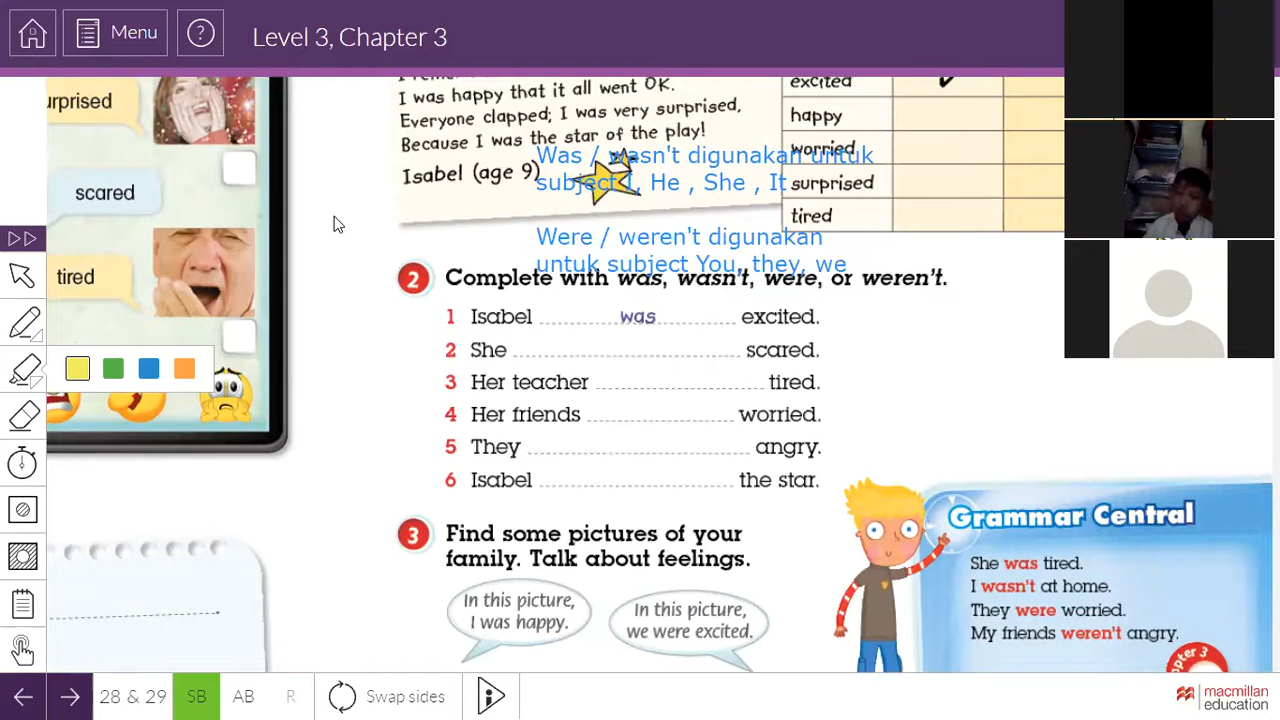 Menu
?
Level 3, Chapter 3
urprised
scared
tired
I was happy that it all went OK.
Everyone clapped; I was very surprised,
Because I was the star of the play!
Isabel (age 9)
excited
happy
worried
surprised
tired
Was / wasn't digunakan untuk
subject I, He , She , It
Were / weren't digunakan
untuk subject You, they, we
2 Complete with was, wasn't, were, or weren't.
1 Isabel was excited.
2 She scared.
3 Her teacher tired.
4 Her friends worried.
5 They angry.
6 Isabel the star.
3 Find some pictures of your
family. Talk about feelings.
In this picture,
I was happy.
In this picture,
we were excited.
Grammar Central
She was tired.
I wasn't at home.
They were worried.
My friends weren't angry.
pter 3
28 & 29
SB
AB
R
Swap sides
macmillan
education